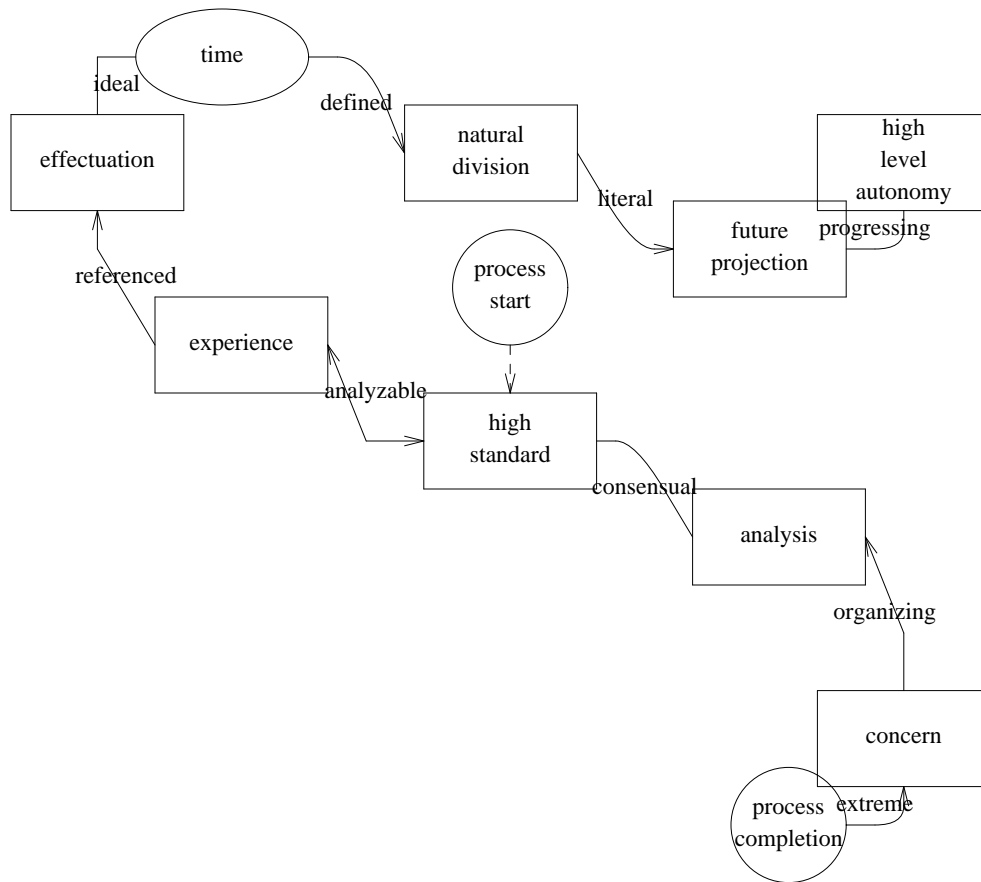 time
ideal
defined
effectuation
natural
division
high
level
autonomy
literal
progressing
future
projection
referenced
process
start
experience
analyzable
high
standard
consensual
analysis
organizing
concern
process
completion
extreme